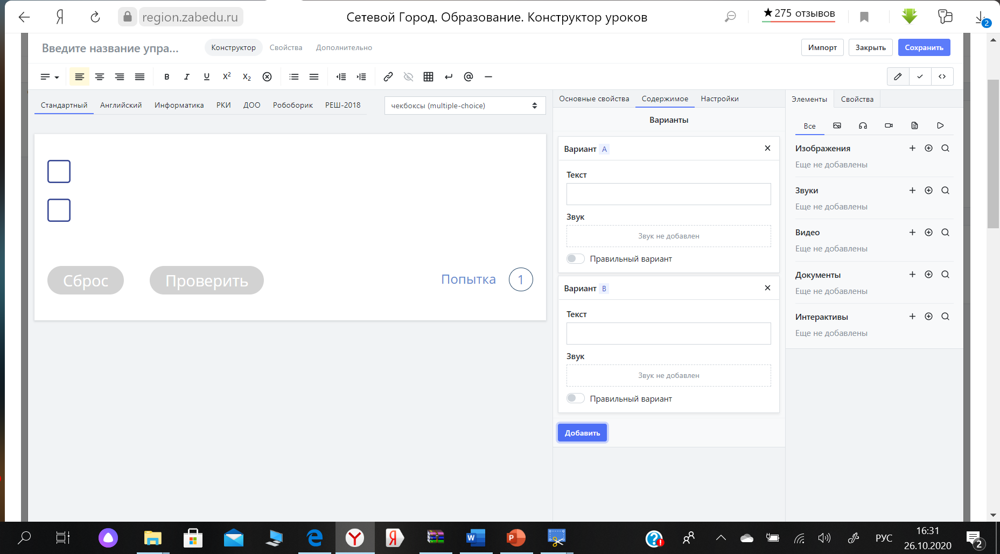 region.zabedu.ru
Сетевой Город. Образование. Конструктор уроков
★275 отзывов
2
Введите название упра...
Конструктор
Свойства
Дополнительно
Импорт
Закрыть
Сохранить
B I U X² X₂
Стандартный
Английский
Информатика
РКИ
ДОО
Робоборик
РЕШ-2018
чекбоксы (multiple-choice)
Сброс
Проверить
Попытка 1
Основные свойства
Содержимое
Настройки
Варианты
Вариант A
Текст
Звук
Звук не добавлен
Правильный вариант
Вариант B
Текст
Звук
Звук не добавлен
Правильный вариант
Добавить
Элементы
Свойства
Все
Изображения
Еще не добавлены
Звуки
Еще не добавлены
Видео
Еще не добавлены
Документы
Еще не добавлены
Интерактивы
Еще не добавлены
РУС
16:31
26.10.2020
2